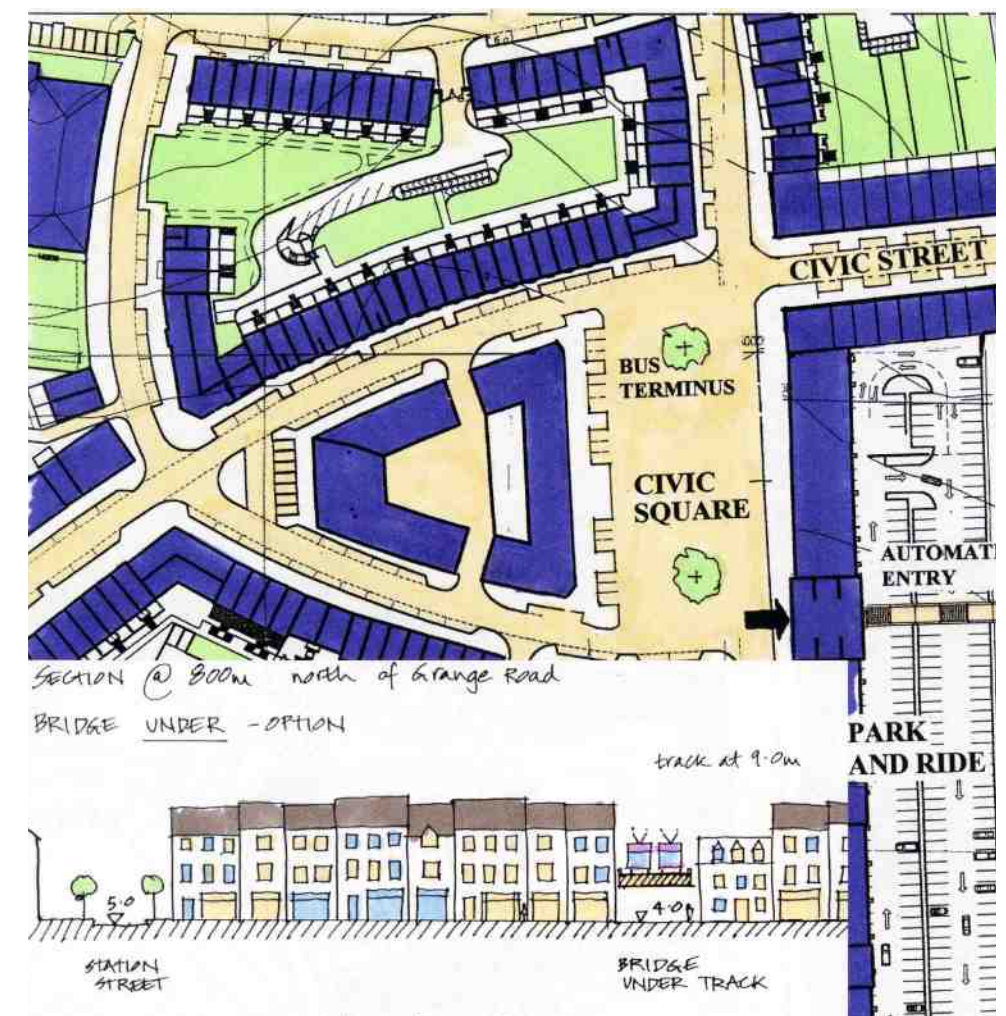 CIVIC STREET
BUS
TERMINUS
CIVIC
SQUARE
AUTOMATI
ENTRY
PARK
AND RIDE
SECTION @ 800m north of Grange Road
BRIDGE UNDER - OPTION
track at 9.0m
5.0
4.0
STATION
STREET
BRIDGE
UNDER TRACK